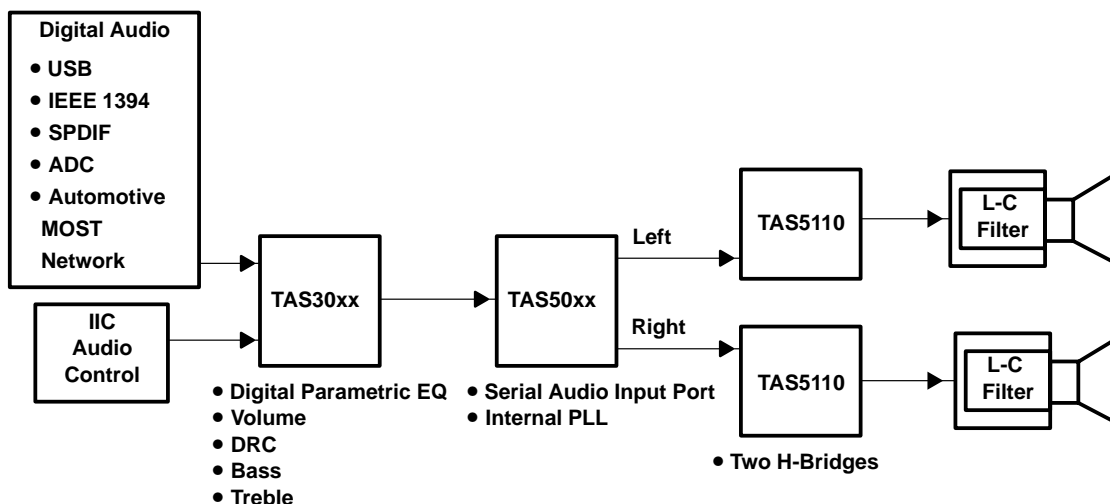 Digital Audio
• USB
• IEEE 1394
• SPDIF
• ADC
• Automotive
MOST
Network
IIC
Audio
Control
TAS30xx
• Digital Parametric EQ
• Volume
• DRC
• Bass
• Treble
TAS50xx
• Serial Audio Input Port
• Internal PLL
Left
Right
TAS5110
L-C
Filter
TAS5110
• Two H-Bridges
L-C
Filter